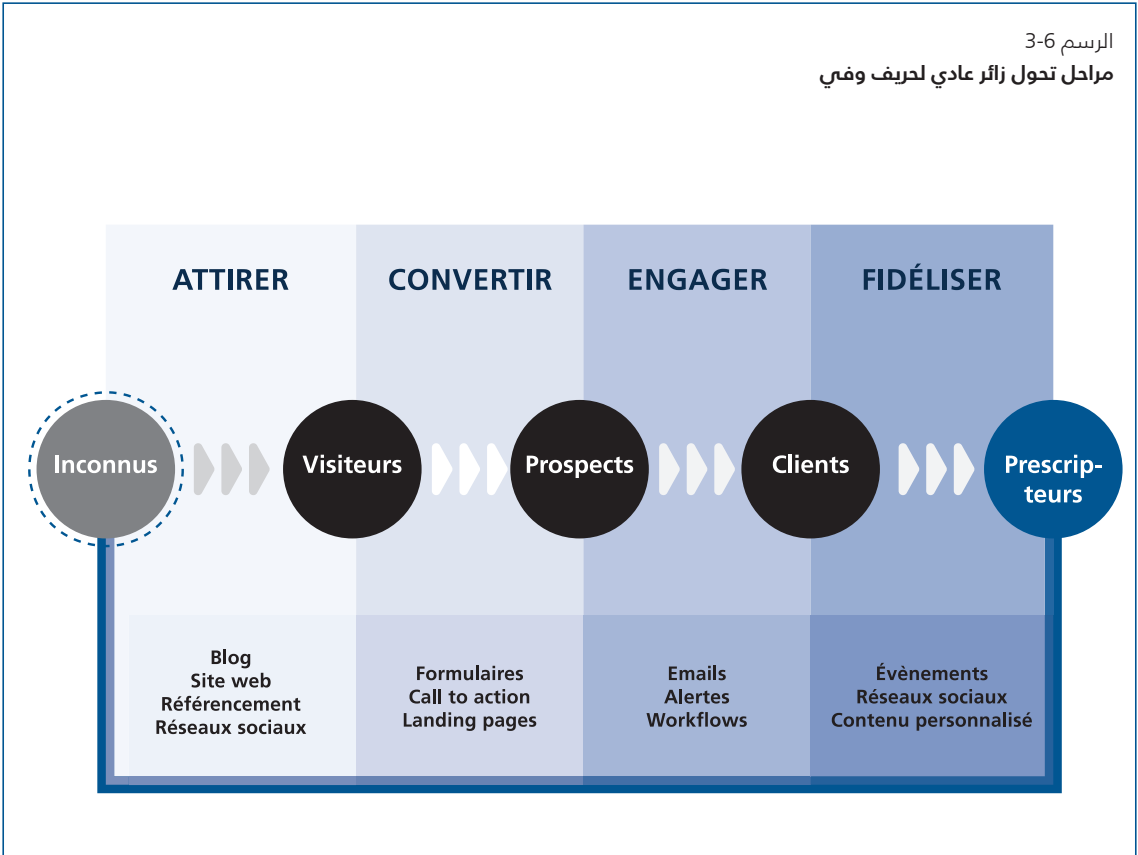 الرسم 6-3
مراحل تحول زائر عادي لحريف وفي
ATTIRER
CONVERTIR
ENGAGER
FIDÉLISER
Inconnus
Visiteurs
Prospects
Clients
Prescrip-
teurs
Blog
Site web
Référencement
Réseaux sociaux
Formulaires
Call to action
Landing pages
Emails
Alertes
Workflows
Évènements
Réseaux sociaux
Contenu personnalisé